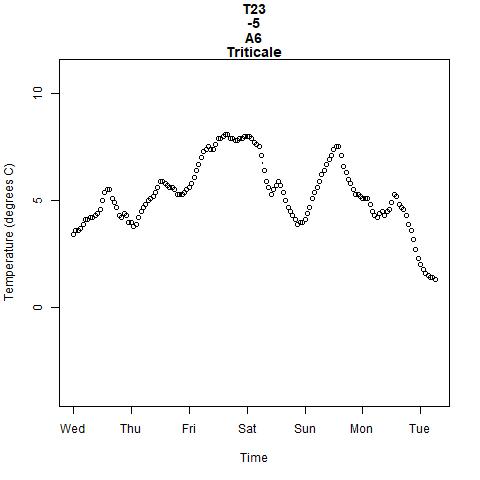 T23
-5
A6
Triticale
10
5
0
Temperature (degrees C)
Wed Thu Fri Sat Sun Mon Tue
Time